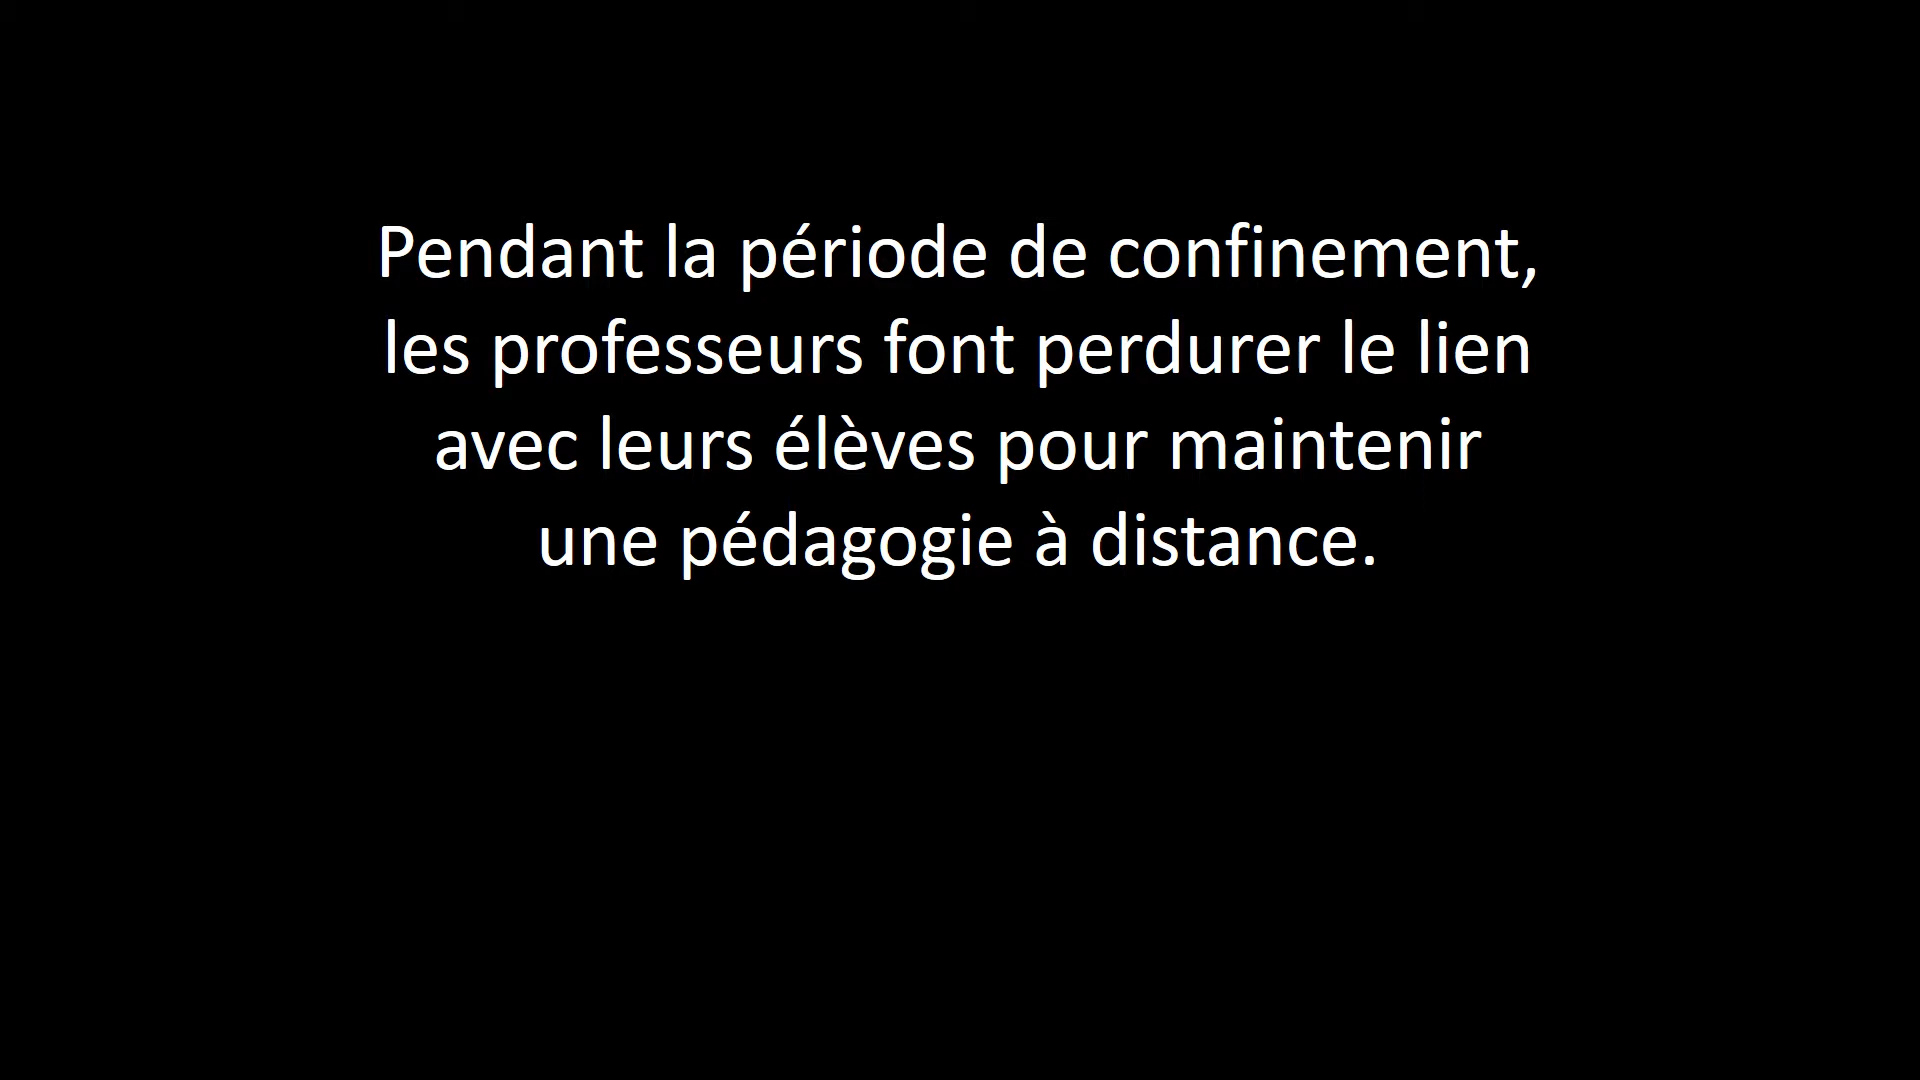 Pendant la période de confinement,
les professeurs font perdurer le lien
avec leurs élèves pour maintenir
une pédagogie à distance.